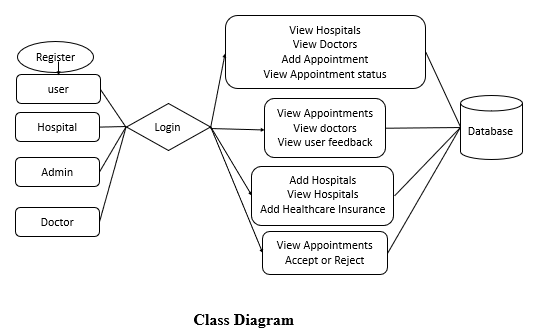 Register
user
Hospital
Admin
Doctor
Login
View Hospitals
View Doctors
Add Appointment
View Appointment status
View Appointments
View doctors
View user feedback
Add Hospitals
View Hospitals
Add Healthcare Insurance
View Appointments
Accept or Reject
Database
Class Diagram